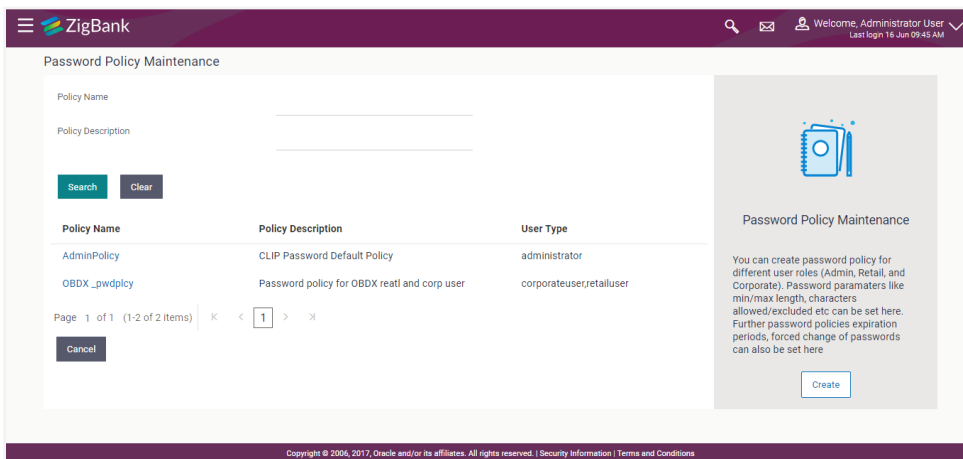 ZigBank
Welcome, Administrator User
Last login 16 Jun 09:45 AM
Password Policy Maintenance
Policy Name
Policy Description
Search Clear
Policy Name Policy Description User Type
AdminPolicy CLIP Password Default Policy administrator
OBDX _pwdplcy Password policy for OBDX reatl and corp user corporateuser,retailuser
Page 1 of 1 (1-2 of 2 items) K < 1 > >|
Cancel
Password Policy Maintenance
You can create password policy for
different user roles (Admin, Retail, and
Corporate). Password paramaters like
min/max length, characters
allowed/excluded etc can be set here.
Further password policies expiration
periods, forced change of passwords
can also be set here
Create
Copyright © 2006, 2017, Oracle and/or its affiliates. All rights reserved. | Security Information | Terms and Conditions